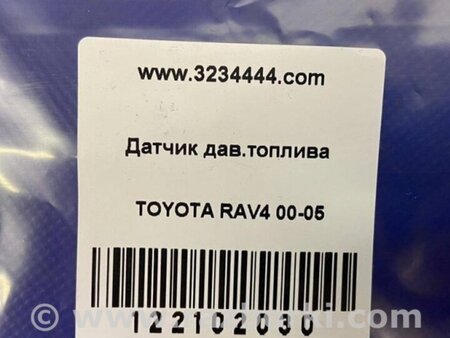 www.3234444.com
Датчик дав.топлива
TOYOTA RAV4 00-05
122102030